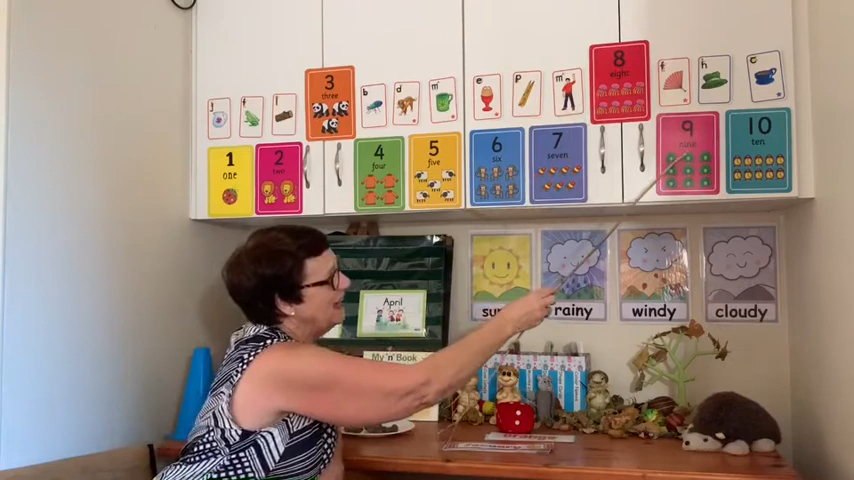 j
f
l
3
three
b
d
m
e
p
m
8
eight
f
h
c
1
one
2
two
4
four
5
five
6
six
7
seven
9
nine
10
ten
April
rainy
windy
cloudy
My 'n' Book